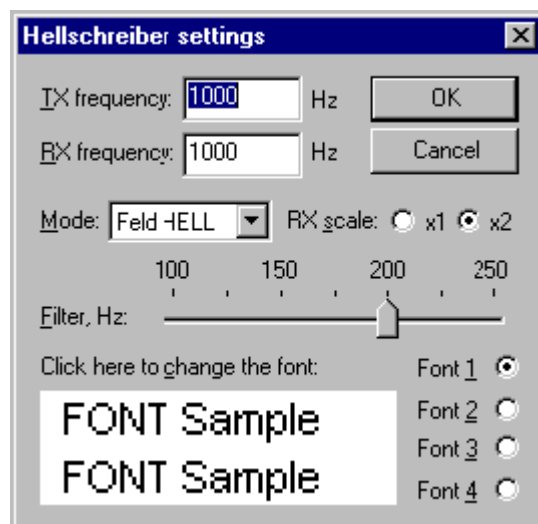 Hellschreiber settings
TX frequency: 1000 Hz OK
RX frequency: 1000 Hz Cancel
Mode: Feld HELL RX scale: x1 x2
100 150 200 250
Filter, Hz:
Click here to change the font: Font 1
FONT Sample Font 2
Font 3
FONT Sample Font 4